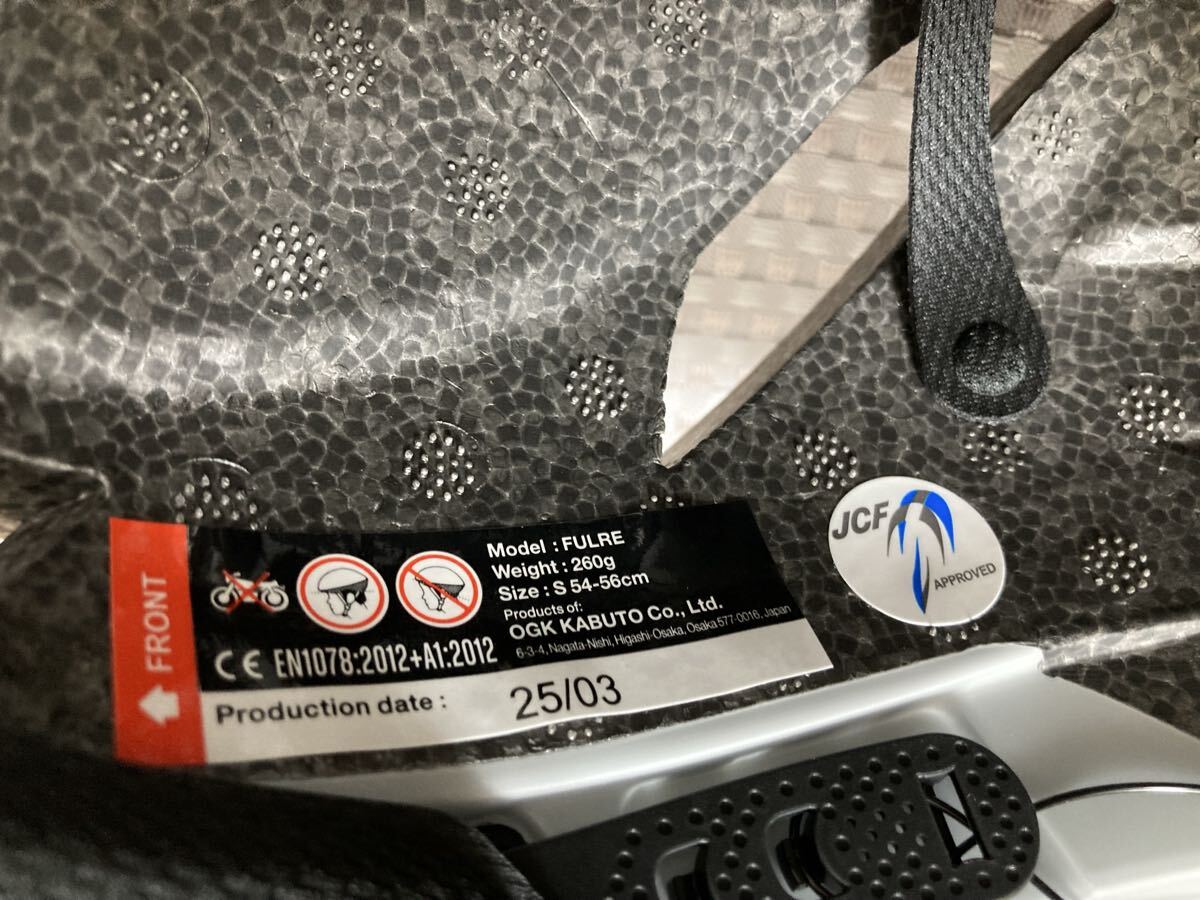 FRONT
Model : FULRE
Weight : 260g
Size : S 54-56cm
Products of:
OGK KABUTO Co., Ltd.
6-3-4, Nagata-Nishi, Higashi-Osaka, Osaka 577-0016, Japan
CE EN1078:2012+A1:2012
Production date : 25/03
JCF
APPROVED